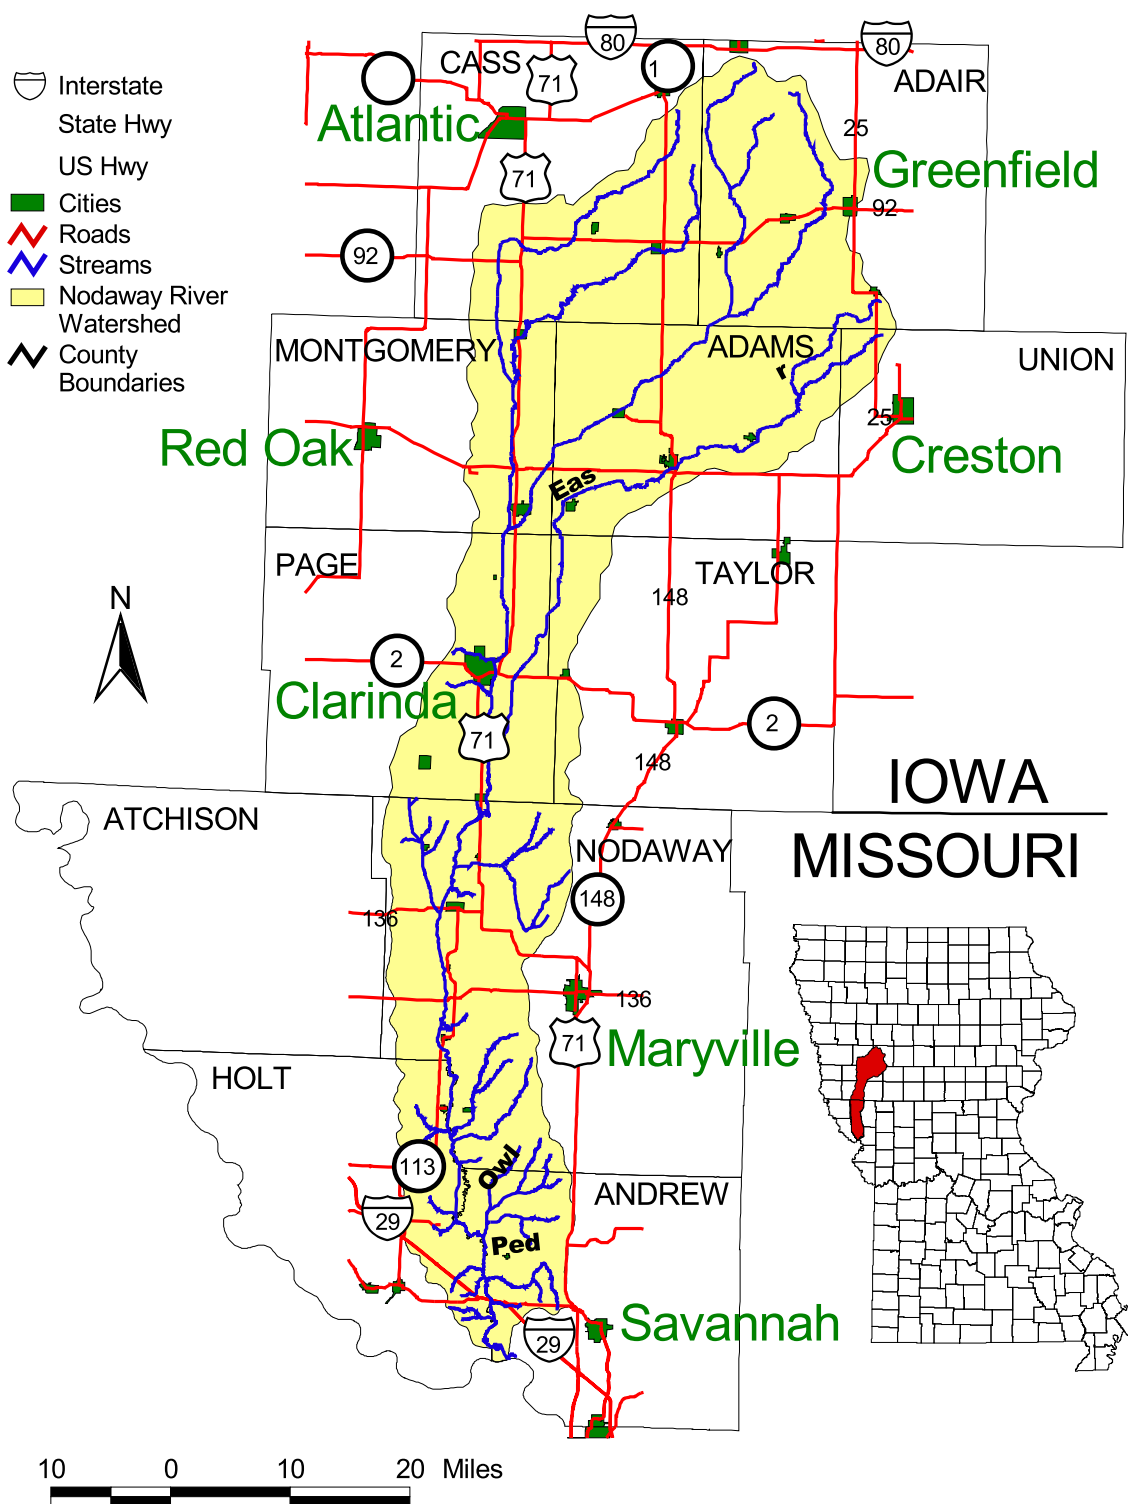 80
80
CASS
71
1
ADAIR
Interstate
State Hwy
US Hwy
Cities
Roads
Streams
Nodaway River
Watershed
County
Boundaries
Atlantic
25
Greenfield
71
92
92
MONTGOMERY
ADAMS
r
UNION
25
Red Oak
Creston
Eas
PAGE
TAYLOR
148
N
2
Clarinda
71
2
148
IOWA
MISSOURI
ATCHISON
NODAWAY
148
136
136
71
Maryville
HOLT
113
Owl
29
ANDREW
Ped
Savannah
29
10 0 10 20 Miles